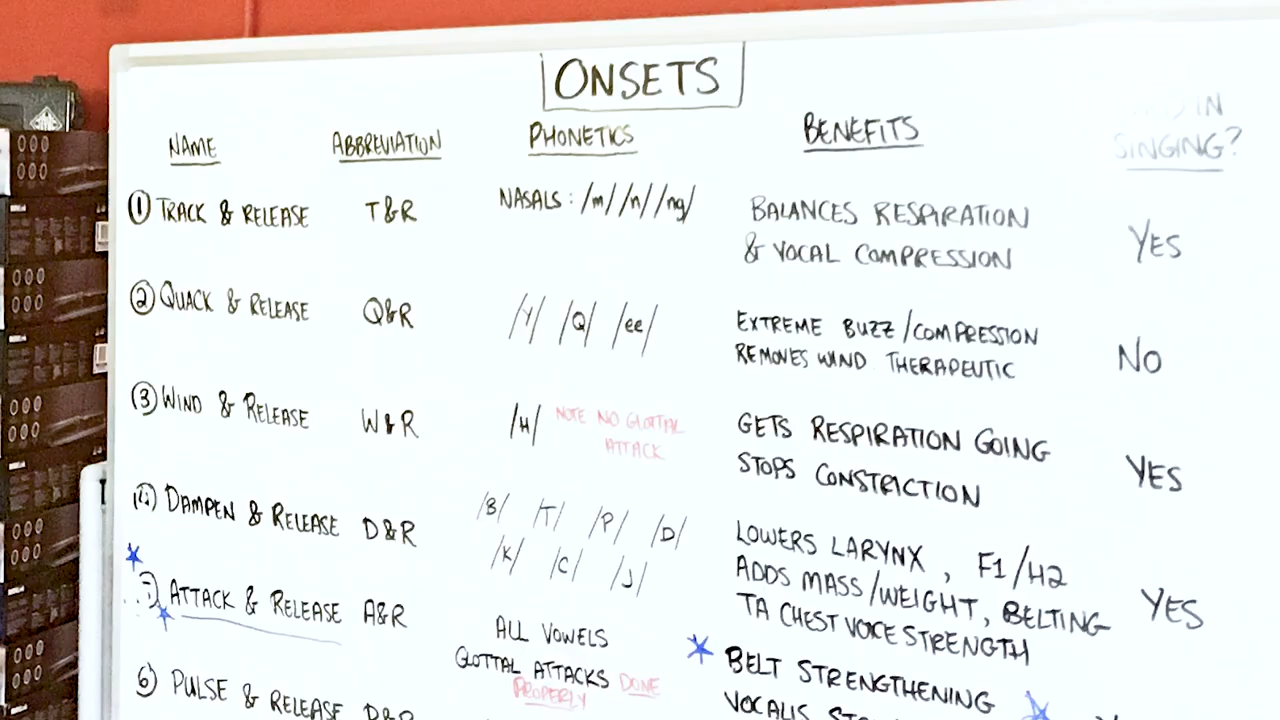 ONSETS
NAME ABBREVIATION PHONETICS BENEFITS IN SINGING?
① TRACK & RELEASE T&R NASALS: /m/ /n/ /ng/ BALANCES RESPIRATION
& VOCAL COMPRESSION YES
② QUACK & RELEASE Q&R /Y/ /Q/ /ee/ EXTREME BUZZ/COMPRESSION
REMOVES WIND. THERAPEUTIC NO
③ WIND & RELEASE W&R /H/ NOTE NO GLOTTAL
ATTACK GETS RESPIRATION GOING
STOPS CONSTRICTION YES
④ DAMPEN & RELEASE D&R /B/ /T/ /P/ /D/
/K/ /C/ /J/ LOWERS LARYNX, F1/H2
ADDS MASS/WEIGHT, BELTING
TA CHEST VOICE STRENGTH YES
ATTACK & RELEASE A&R ALL VOWELS
GLOTTAL ATTACKS DONE
PROPERLY BELT STRENGTHENING
VOCALIS
⑥ PULSE & RELEASE P&R